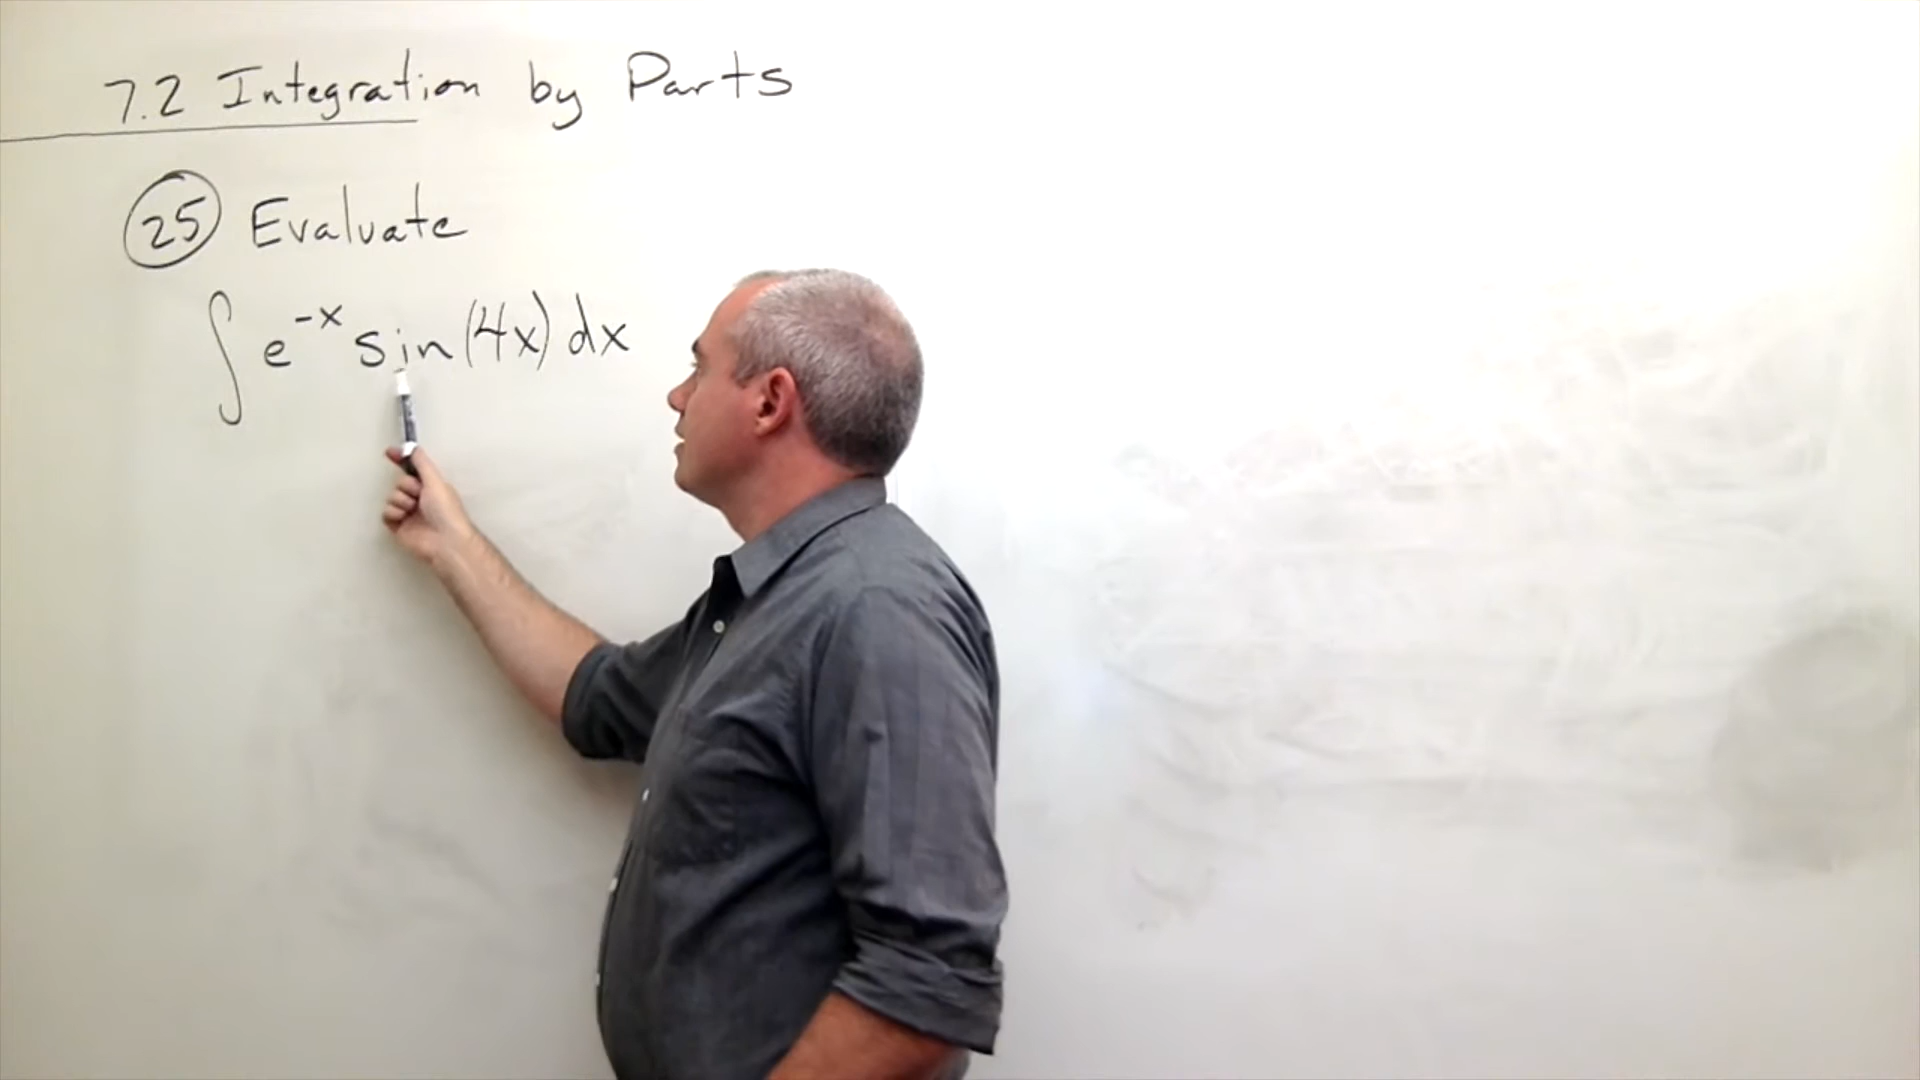 7.2 Integration by Parts
25 Evaluate
∫ e^-x sin(4x) dx